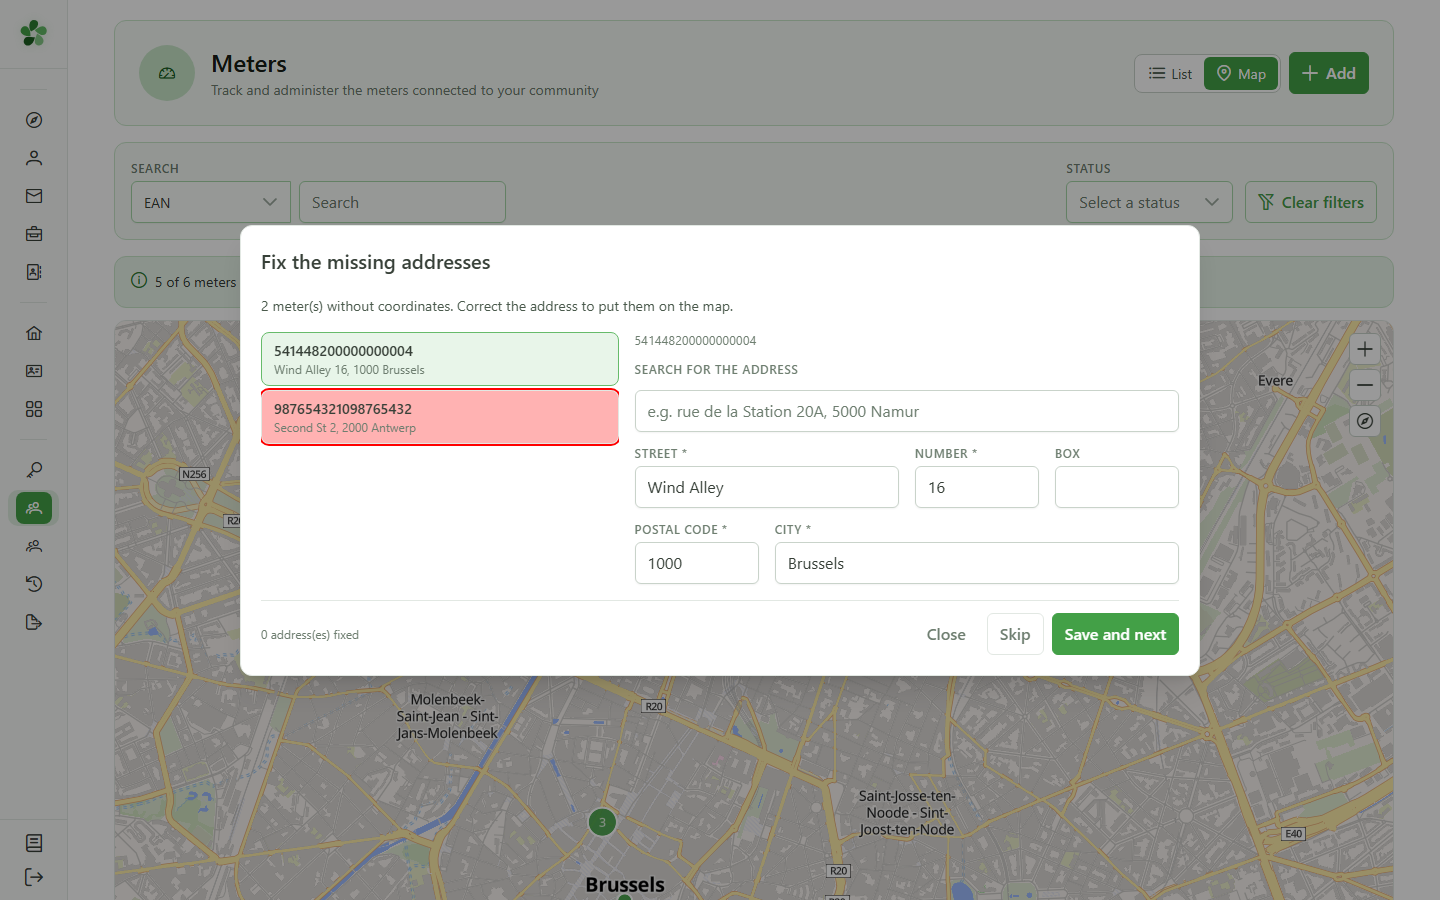 Meters
Track and administer the meters connected to your community
List
Map
Add
SEARCH
EAN
Search
STATUS
Select a status
Clear filters
5 of 6 meters
Fix the missing addresses
2 meter(s) without coordinates. Correct the address to put them on the map.
541448200000000004
Wind Alley 16, 1000 Brussels
987654321098765432
Second St 2, 2000 Antwerp
541448200000000004
SEARCH FOR THE ADDRESS
e.g. rue de la Station 20A, 5000 Namur
STREET *
NUMBER *
BOX
Wind Alley
16
POSTAL CODE *
CITY *
1000
Brussels
0 address(es) fixed
Close
Skip
Save and next
Evere
N256
R20
Molenbeek-
Saint-Jean - Sint-
Jans-Molenbeek
R20
Saint-Josse-ten-
Noode - Sint-
Joost-ten-Node
3
E40
R20
Brussels